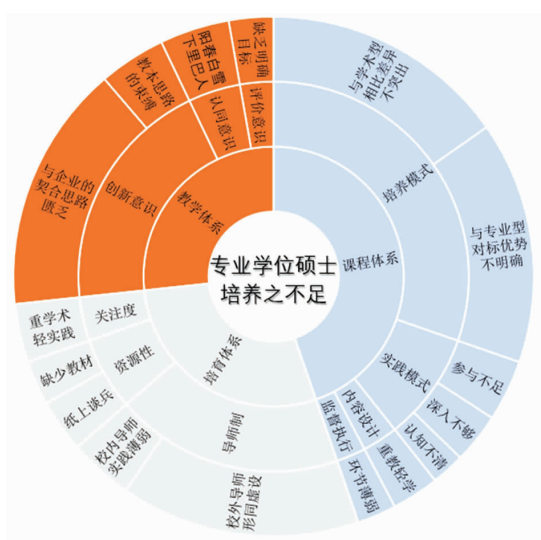 专业学位硕士
培养之不足
课程体系
培养模式
与学术型
相比差异
不突出
与专业型
对标优势
不明确
实践模式
参与不足
深入不够
认知不清
内容设计
重教轻学
监督执行
环节薄弱
培育体系
导师制
校外导师
形同虚设
校内导师
实践薄弱
资源性
纸上谈兵
缺少教材
关注度
重学术
轻实践
教学体系
创新意识
与企业的
契合思路
匮乏
教本思路
的束缚
认同意识
阳春白雪
下里巴人
评价意识
缺乏明确
目标